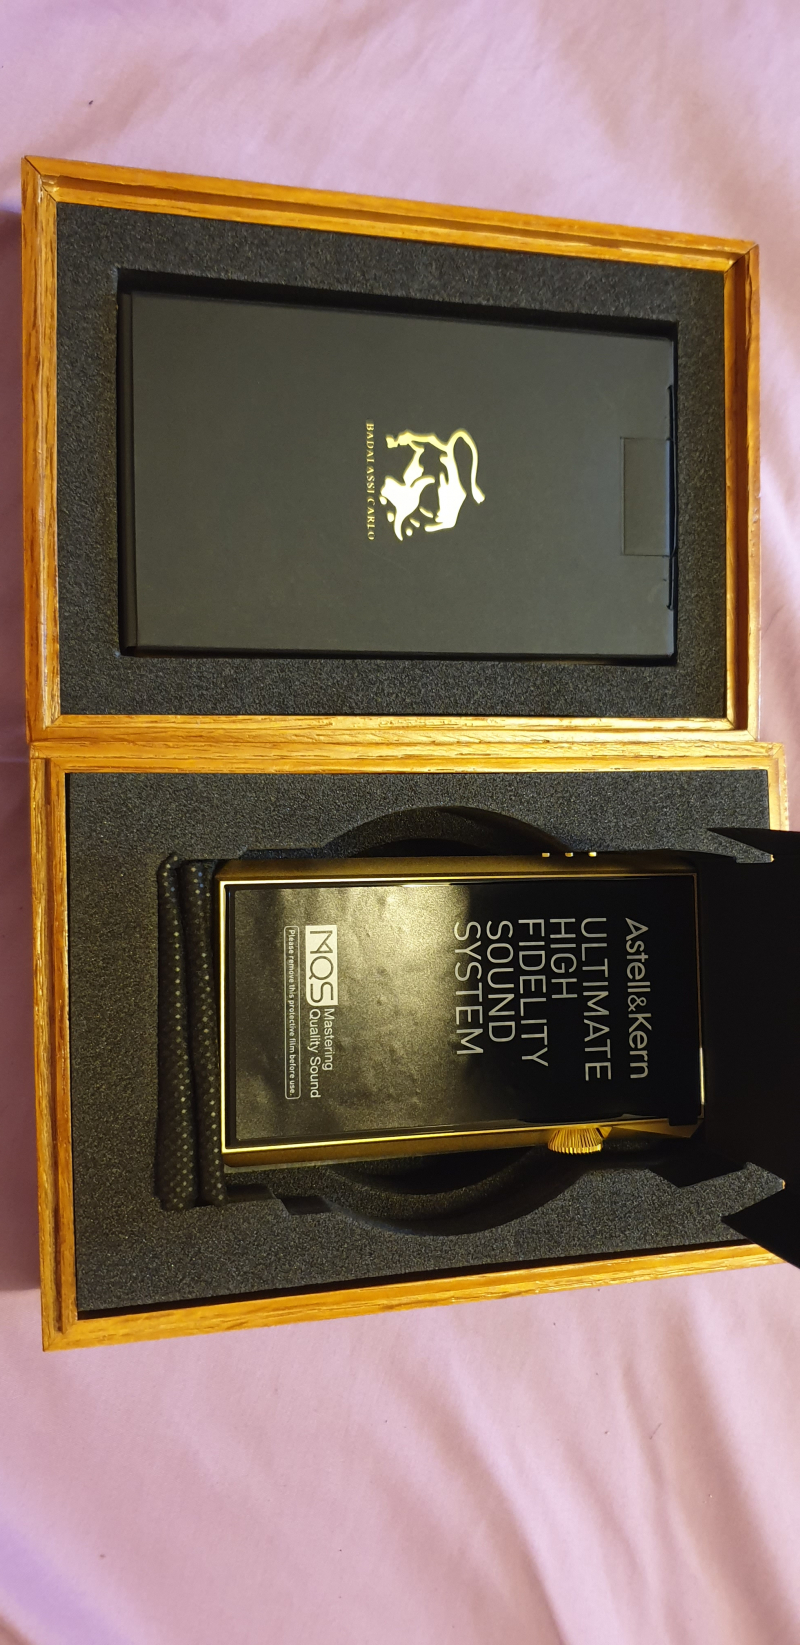 BADALASSI CARLO
Astell&Kern
ULTIMATE
HIGH
FIDELITY
SOUND
SYSTEM
MQS Mastering
Quality Sound
Please remove this protective film before use.